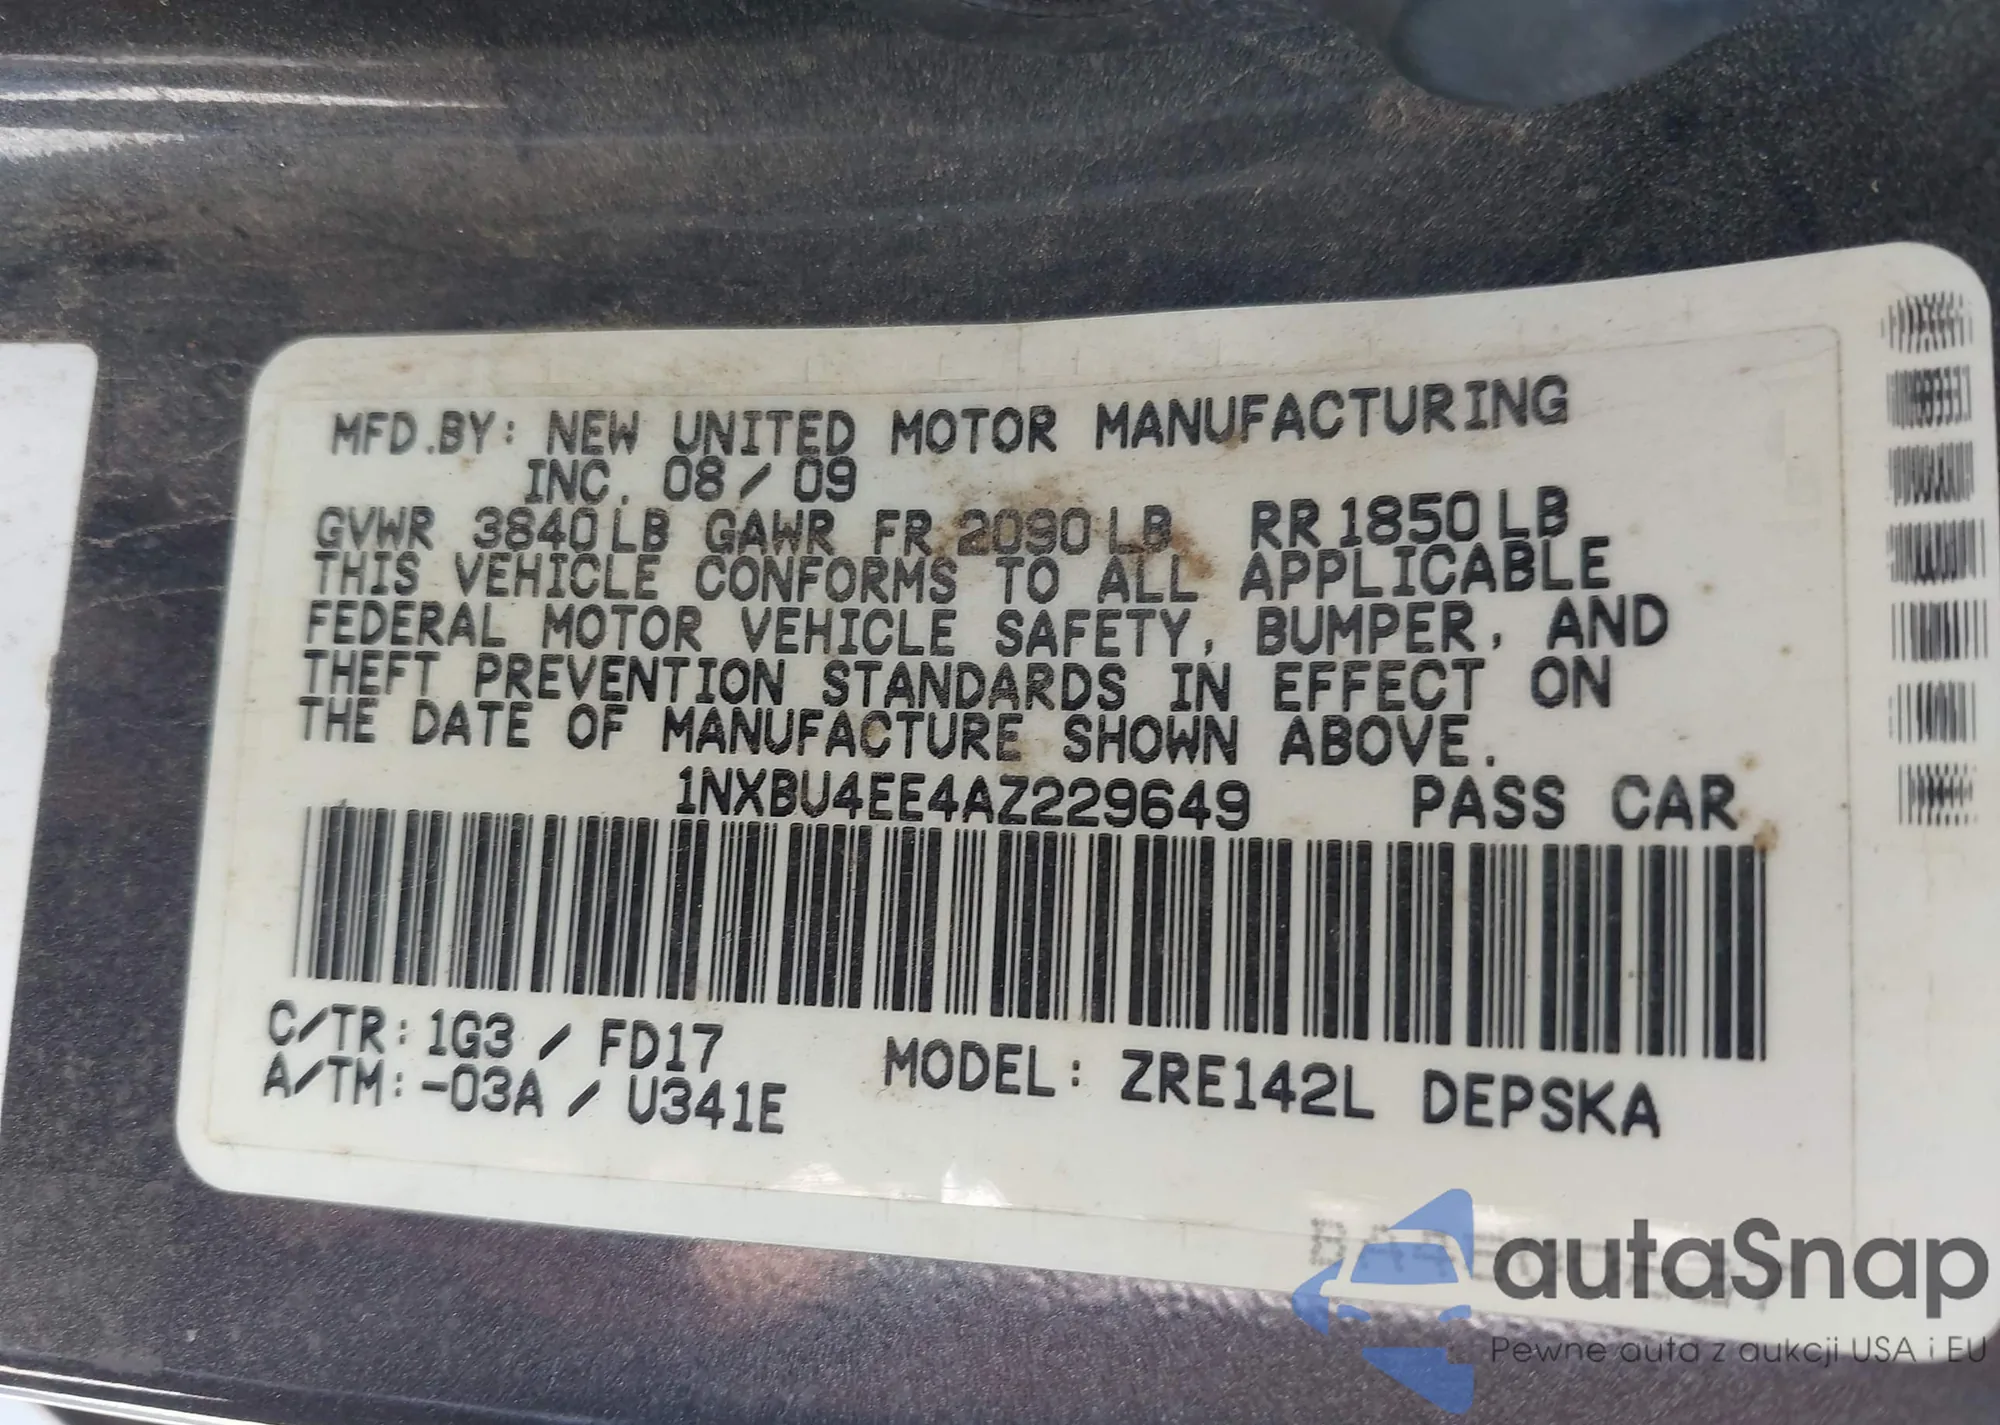 MFD.BY: NEW UNITED MOTOR MANUFACTURING
INC. 08/09
GVWR 3840LB GAWR FR 2090LB RR1850LB
THIS VEHICLE CONFORMS TO ALL APPLICABLE
FEDERAL MOTOR VEHICLE SAFETY, BUMPER, AND
THEFT PREVENTION STANDARDS IN EFFECT ON
THE DATE OF MANUFACTURE SHOWN ABOVE.
1NXBU4EE4AZ229649 PASS CAR
C/TR: 1G3 / FD17
A/TM: -03A / U341E
MODEL: ZRE142L DEPSKA
autaSnap
Pewne auta z aukcji USA i EU